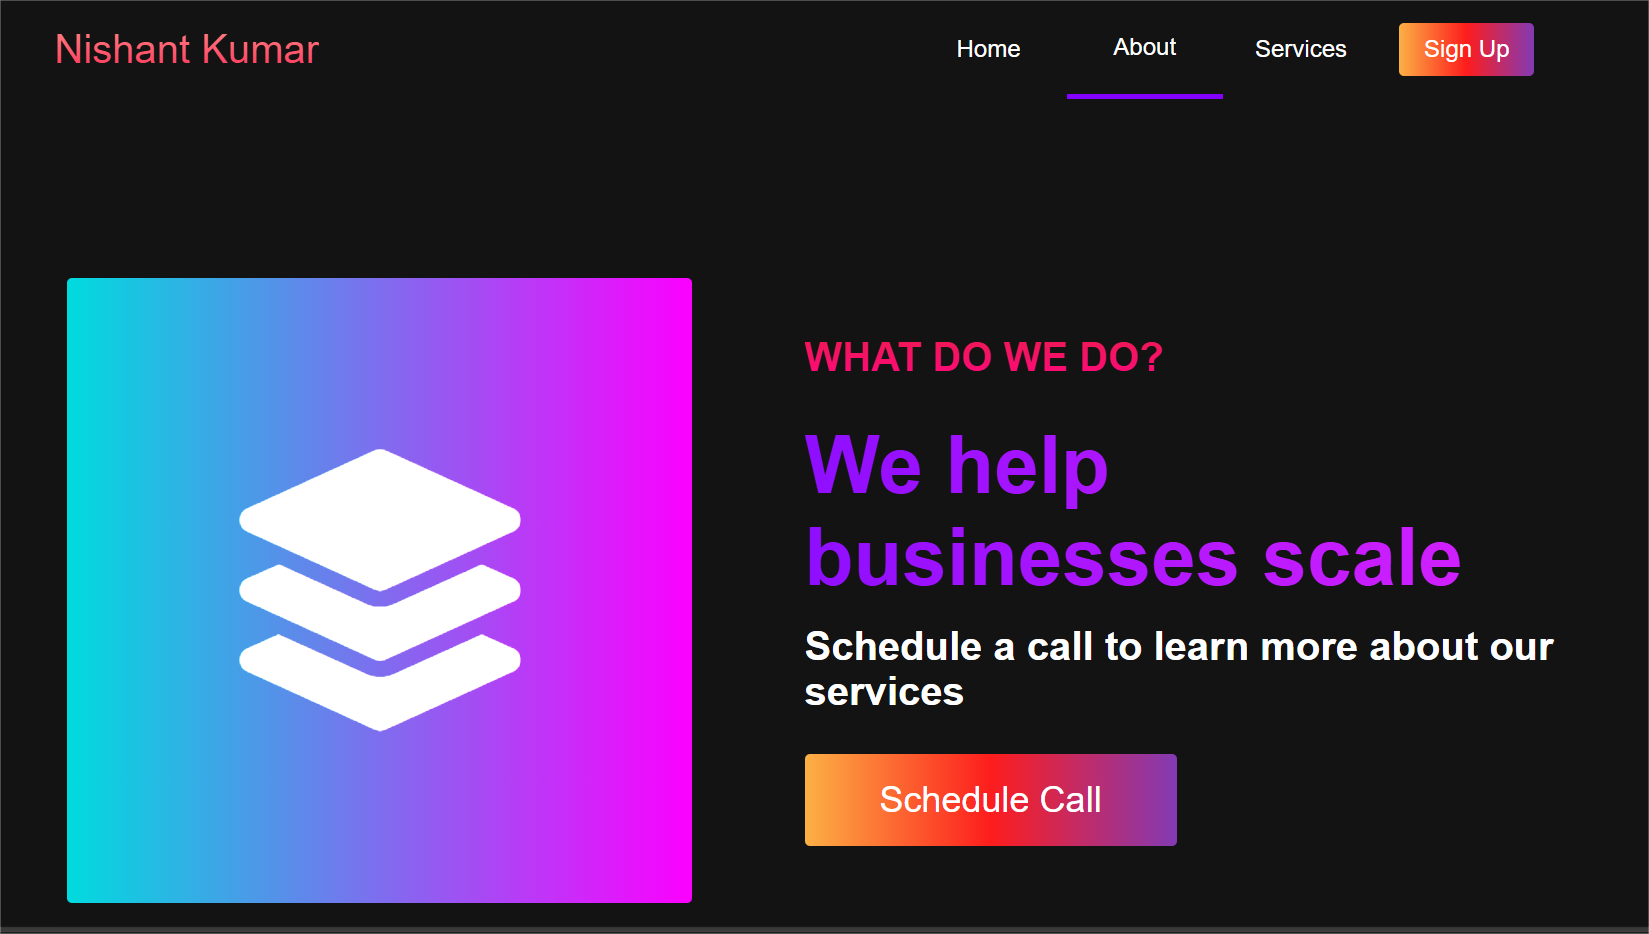 Nishant Kumar
Home
About
Services
Sign Up
WHAT DO WE DO?
We help
businesses scale
Schedule a call to learn more about our
services
Schedule Call